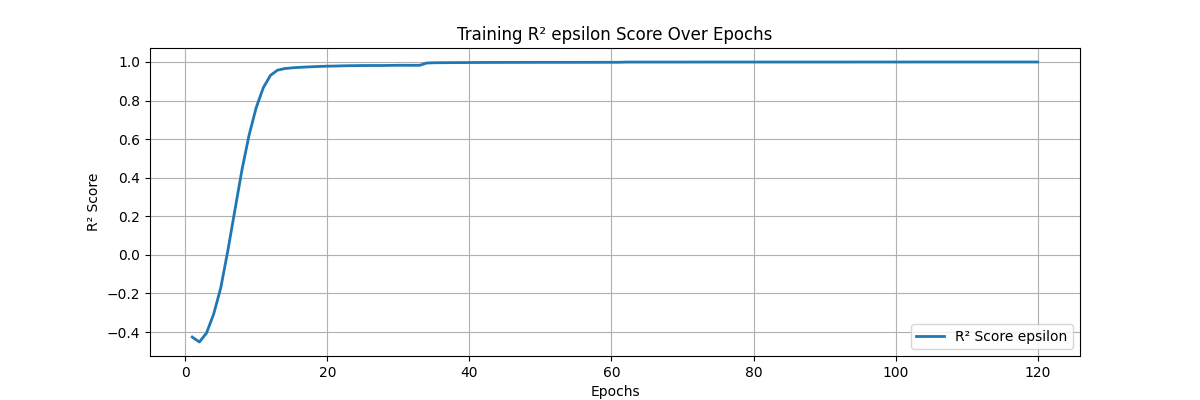 Training R² epsilon Score Over Epochs
R² Score
1.0
0.8
0.6
0.4
0.2
0.0
−0.2
−0.4
R² Score epsilon
0 20 40 60 80 100 120
Epochs